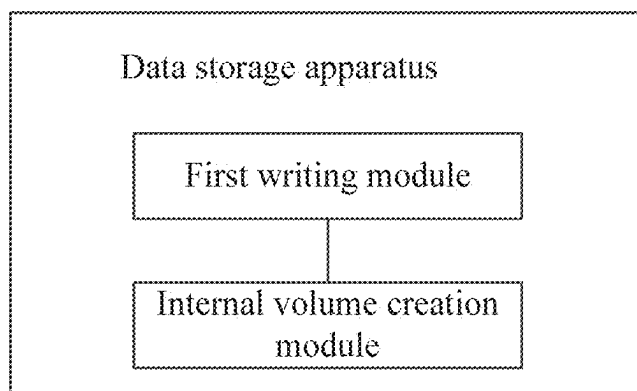 Data storage apparatus
First writing module
Internal volume creation
module